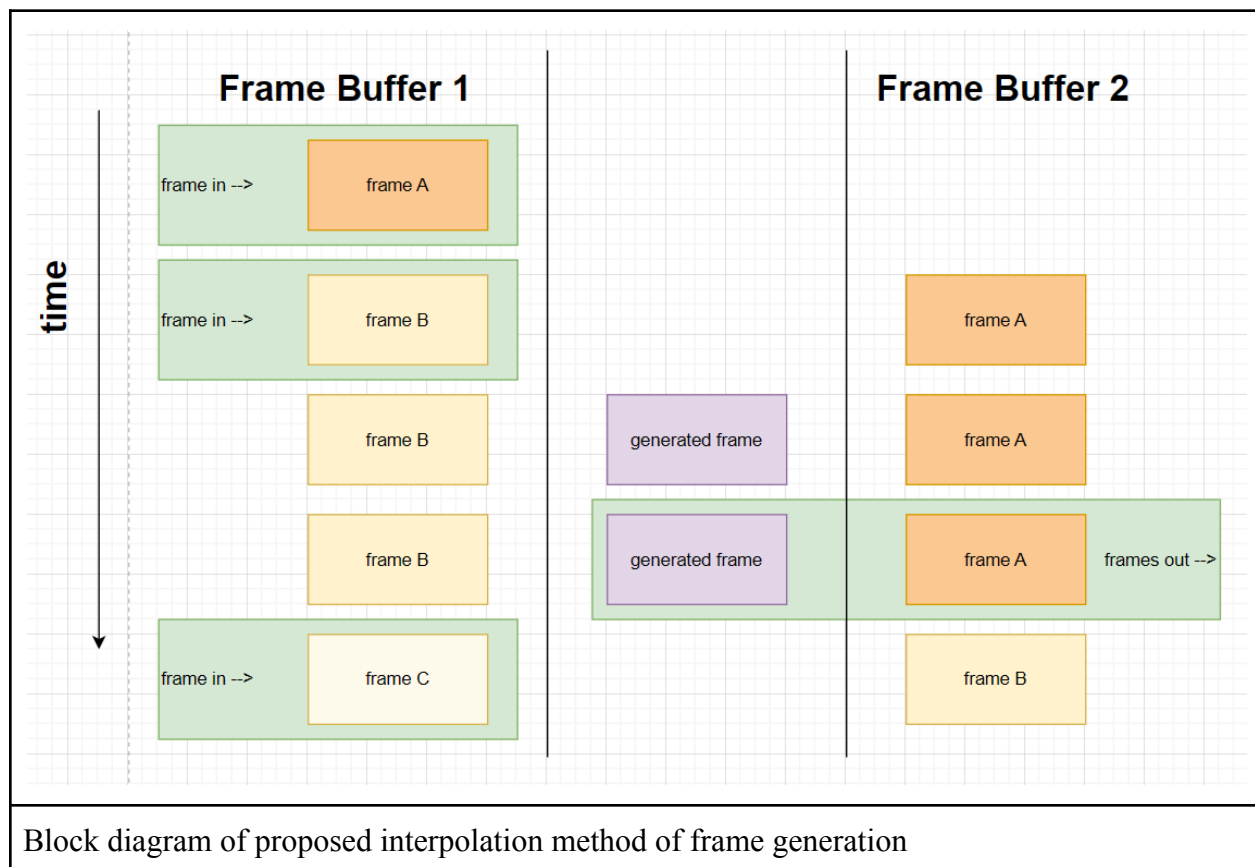 Frame Buffer 1
Frame Buffer 2
time
frame in -->
frame A
frame in -->
frame B
frame A
frame B
generated frame
frame A
frame B
generated frame
frame A
frames out -->
frame in -->
frame C
frame B
Block diagram of proposed interpolation method of frame generation